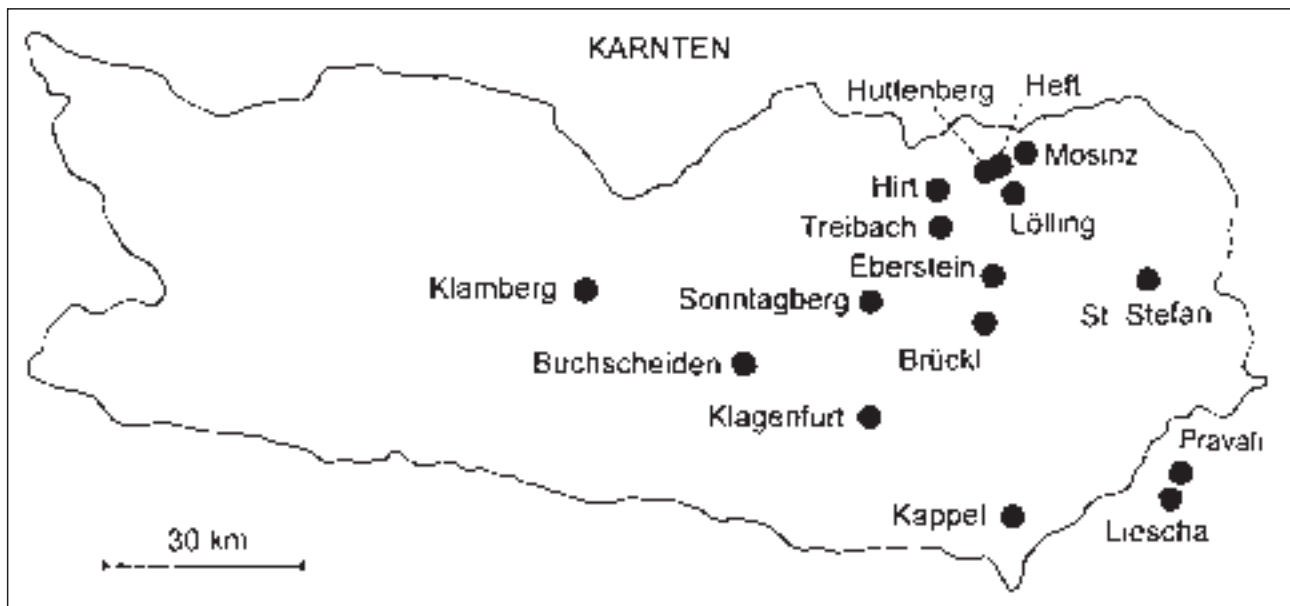 KARNTEN
Huttenberg
Heft
Mosinz
Hirt
Lölling
Treibach
Eberstein
Klamberg
Sonntagberg
St Stefan
Brückl
Buchscheiden
Klagenfurt
Pravali
Kappel
Liescha
30 km